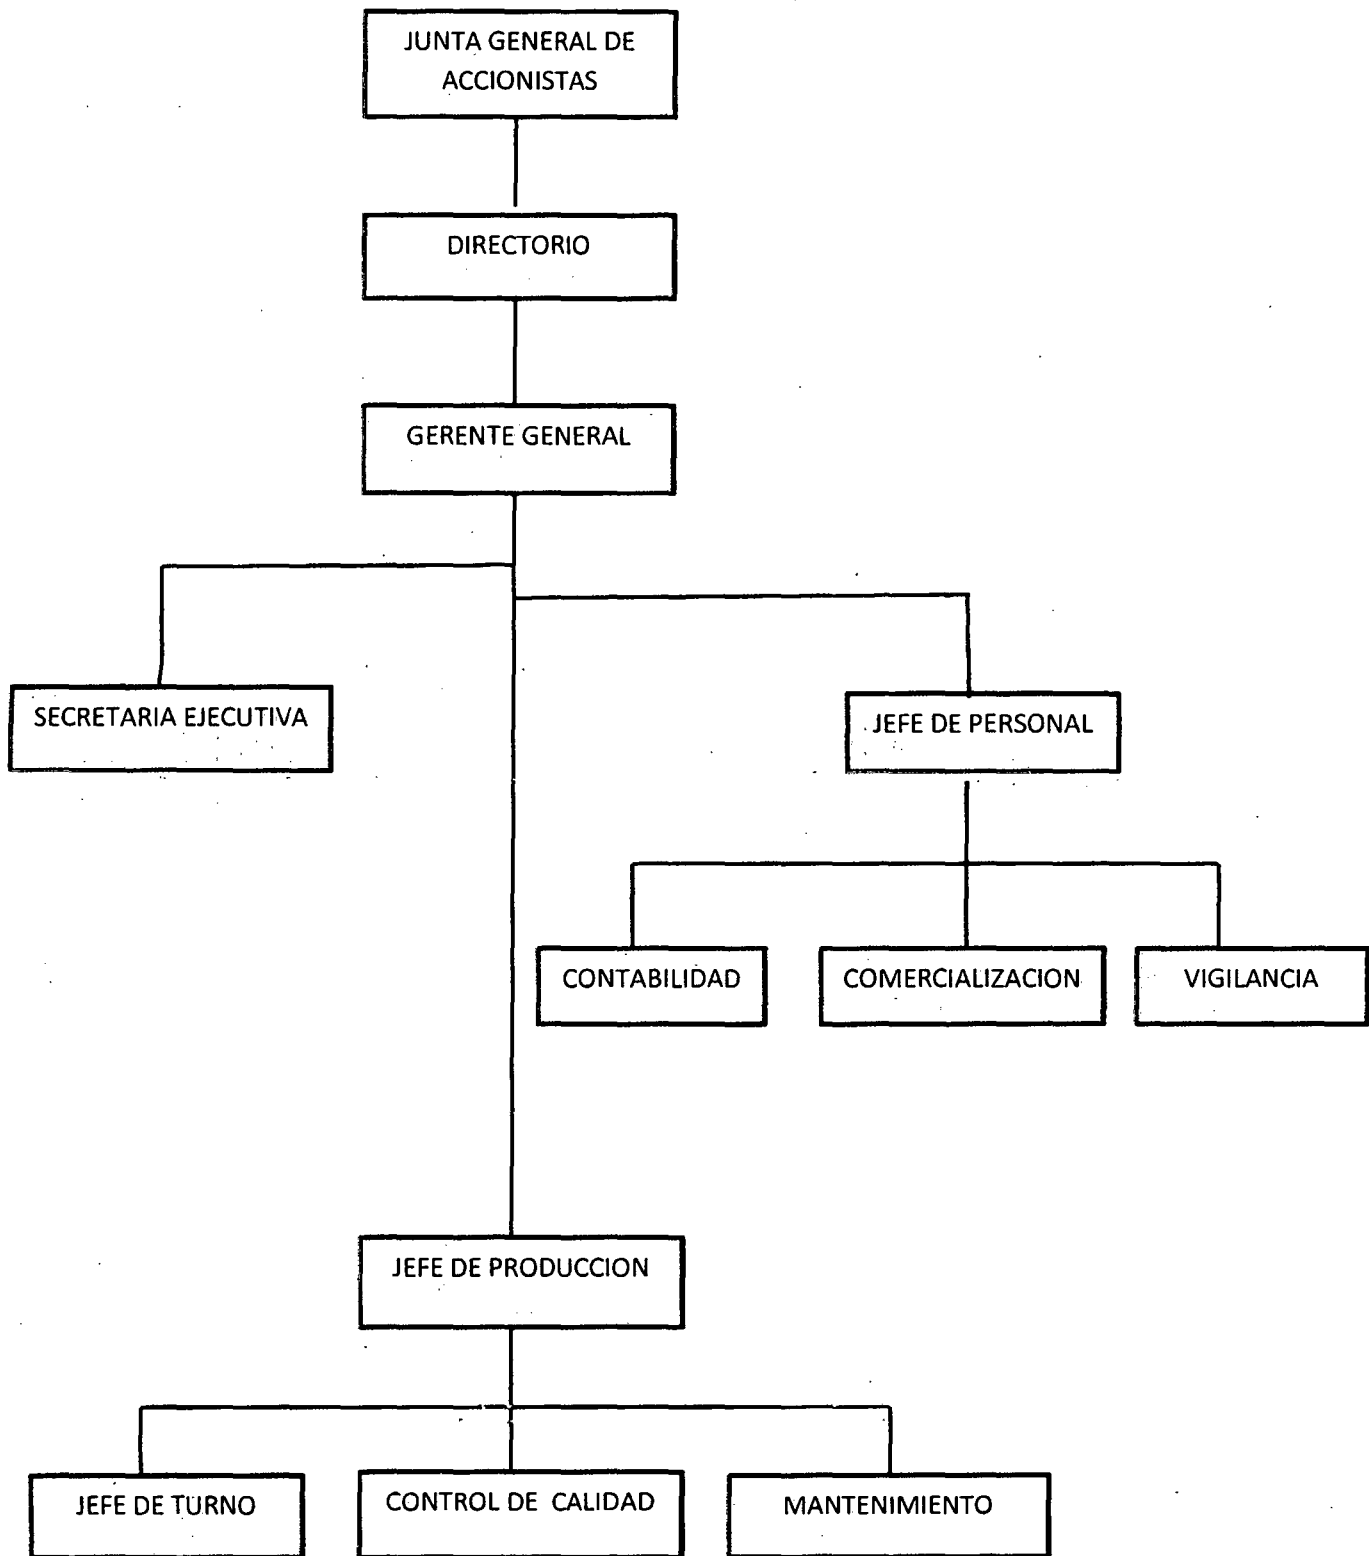 JUNTA GENERAL DE
ACCIONISTAS
DIRECTORIO
GERENTE GENERAL
SECRETARIA EJECUTIVA
JEFE DE PERSONAL
CONTABILIDAD
COMERCIALIZACION
VIGILANCIA
JEFE DE PRODUCCION
JEFE DE TURNO
CONTROL DE CALIDAD
MANTENIMIENTO